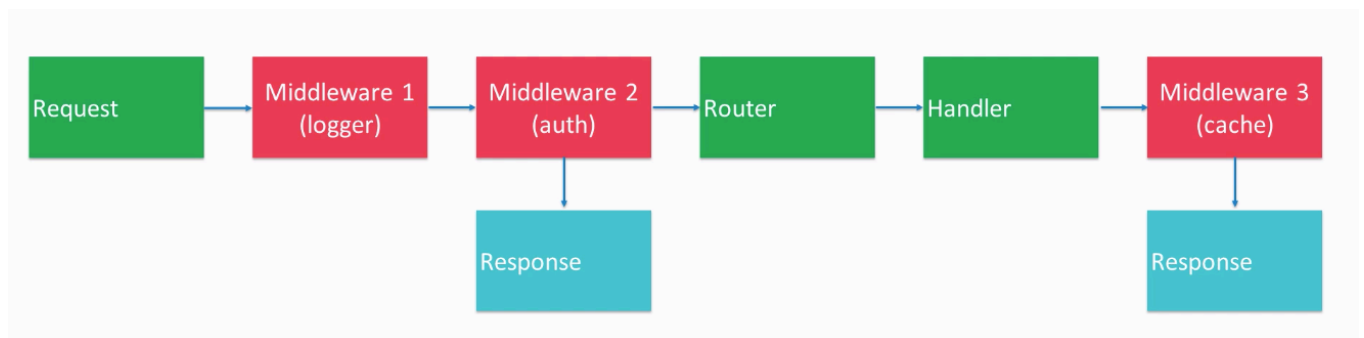 Request
Middleware 1
(logger)
Middleware 2
(auth)
Router
Handler
Middleware 3
(cache)
Response
Response